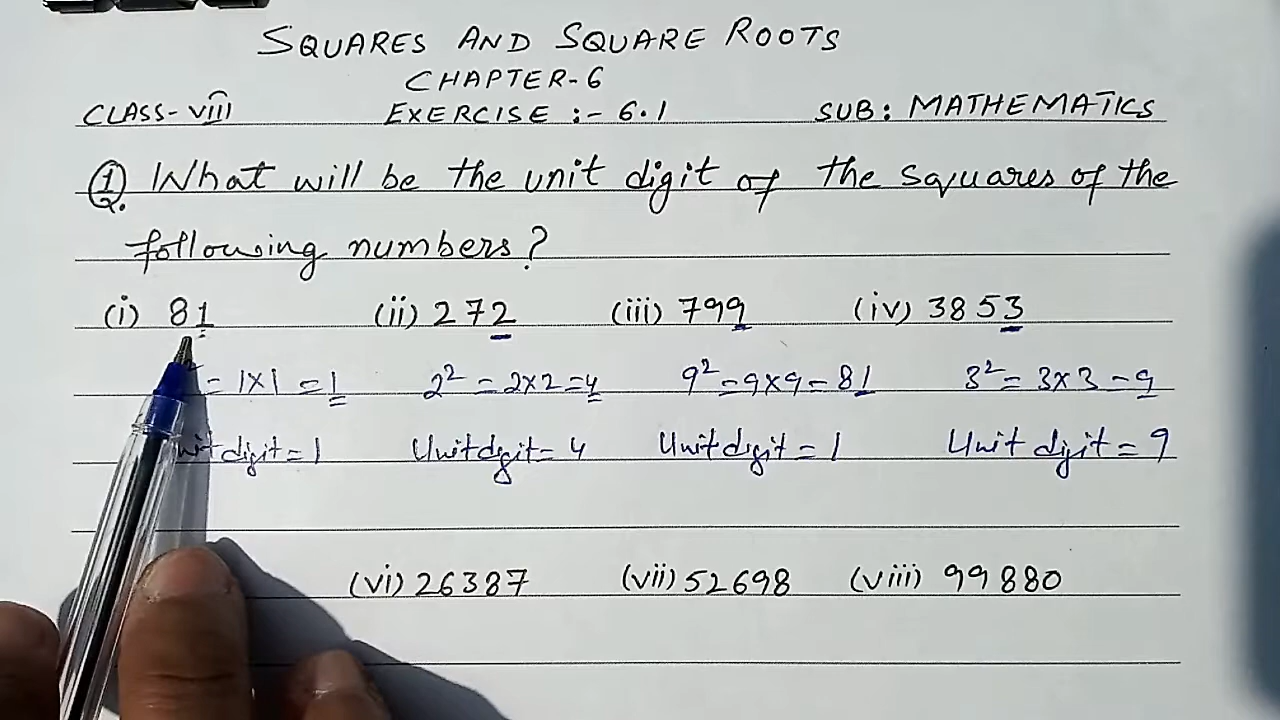 SQUARES AND SQUARE ROOTS
CHAPTER-6
CLASS-VIII EXERCISE :- 6.1 SUB: MATHEMATICS
Q1. What will be the unit digit of the squares of the
following numbers?
(i) 81 (ii) 272 (iii) 799 (iv) 3853
² = 1×1 = 1 2² = 2×2 = 4 9² = 9×9 = 81 3² = 3×3 = 9
Unit digit = 1 Unit digit = 4 Unit digit = 1 Unit digit = 9
(vi) 26387 (vii) 52698 (viii) 99880